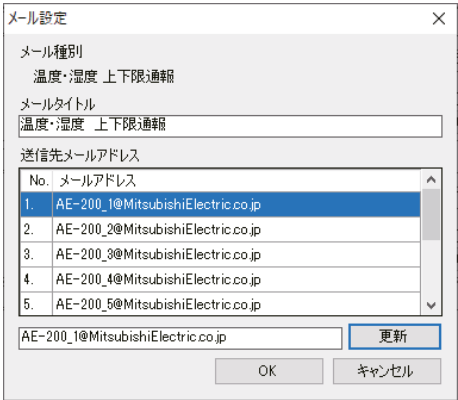 メール設定
メール種別
温度・湿度 上下限通報
メールタイトル
温度・湿度 上下限通報
送信先メールアドレス
No. メールアドレス
1. AE-200_1@MitsubishiElectric.co.jp
2. AE-200_2@MitsubishiElectric.co.jp
3. AE-200_3@MitsubishiElectric.co.jp
4. AE-200_4@MitsubishiElectric.co.jp
5. AE-200_5@MitsubishiElectric.co.jp
AE-200_1@MitsubishiElectric.co.jp 更新
OK キャンセル